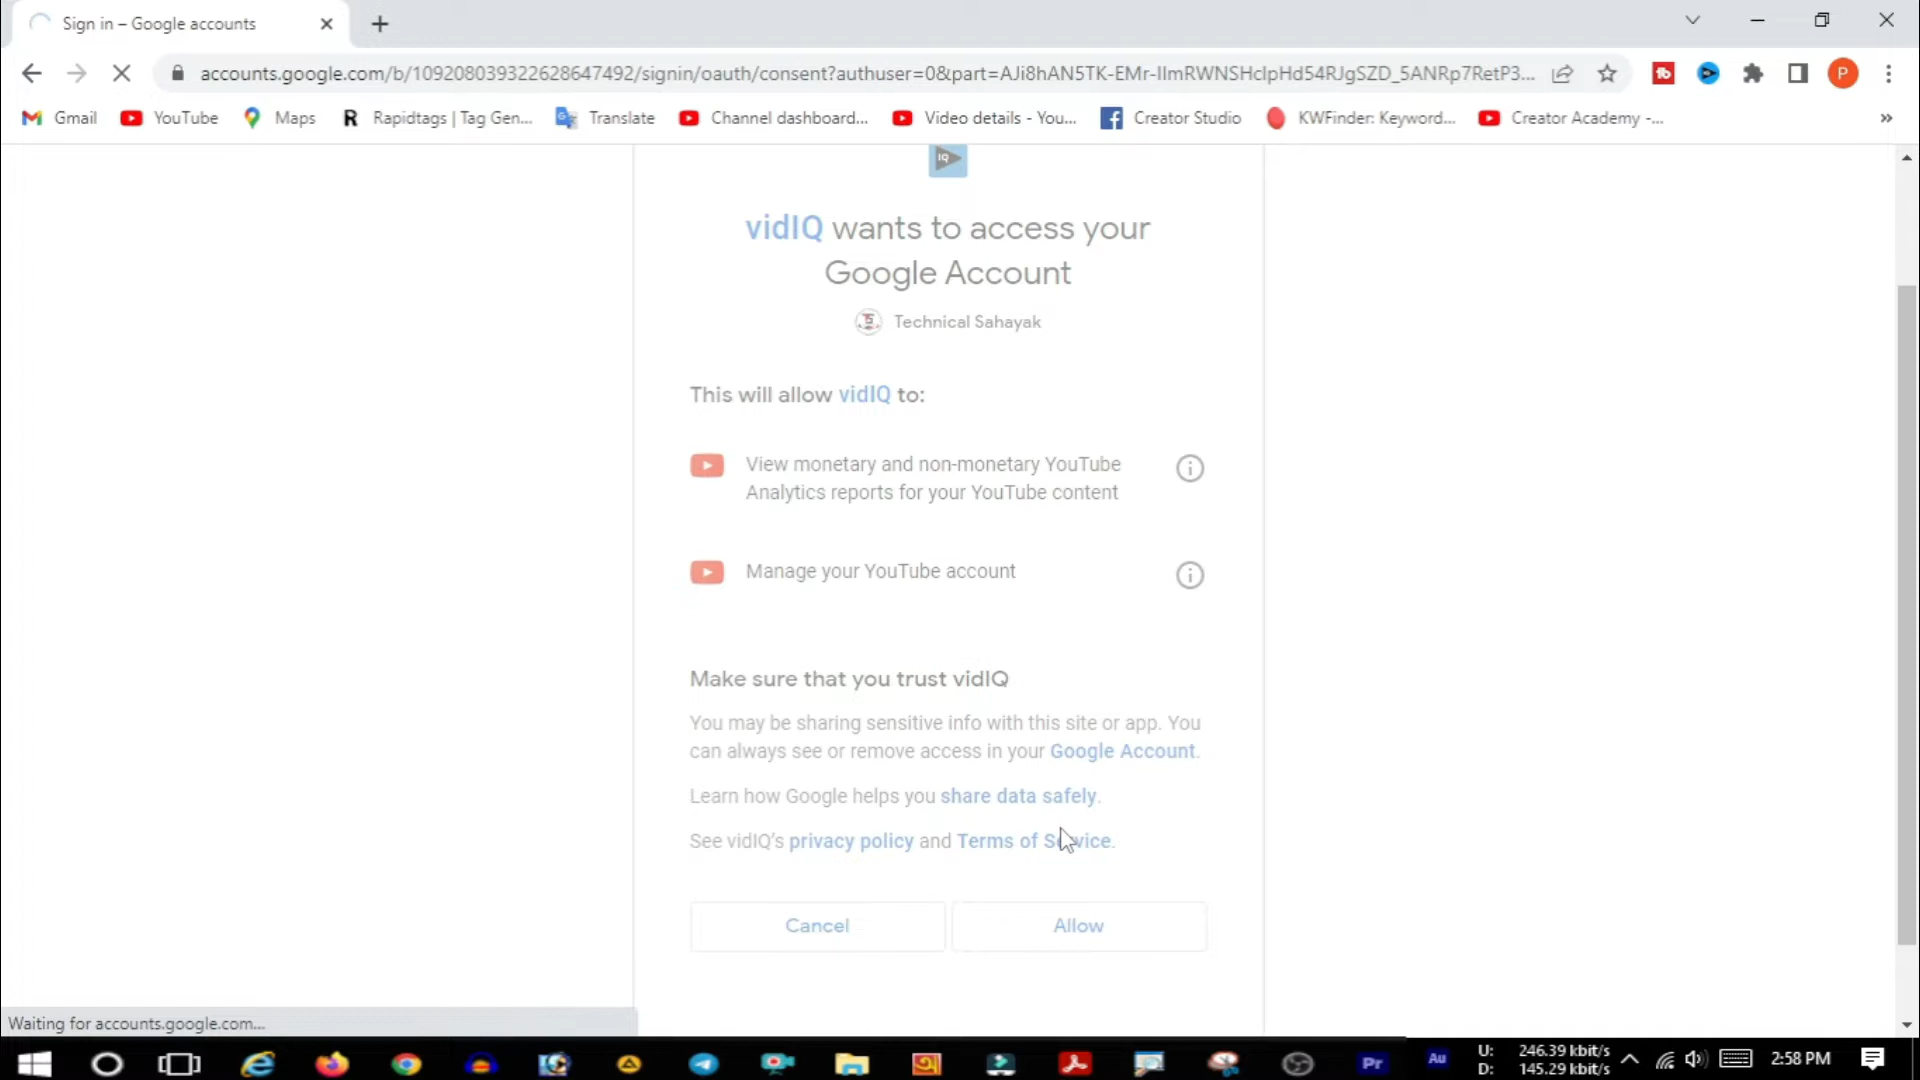 Sign in – Google accounts
accounts.google.com/b/109208039322628647492/signin/oauth/consent?authuser=0&part=AJi8hAN5TK-EMr-IImRWNSHcIpHd54RJgSZD_5ANRp7RetP3...
P
Gmail YouTube Maps Rapidtags | Tag Gen... Translate Channel dashboard... Video details - You... Creator Studio KWFinder: Keyword... Creator Academy -... »
IQ
vidIQ wants to access your
Google Account
Technical Sahayak
This will allow vidIQ to:
View monetary and non-monetary YouTube
Analytics reports for your YouTube content
Manage your YouTube account
Make sure that you trust vidIQ
You may be sharing sensitive info with this site or app. You
can always see or remove access in your Google Account.
Learn how Google helps you share data safely.
See vidIQ's privacy policy and Terms of Service.
Cancel Allow
Waiting for accounts.google.com...
Pr Au
U: 246.39 kbit/s
D: 145.29 kbit/s
2:58 PM